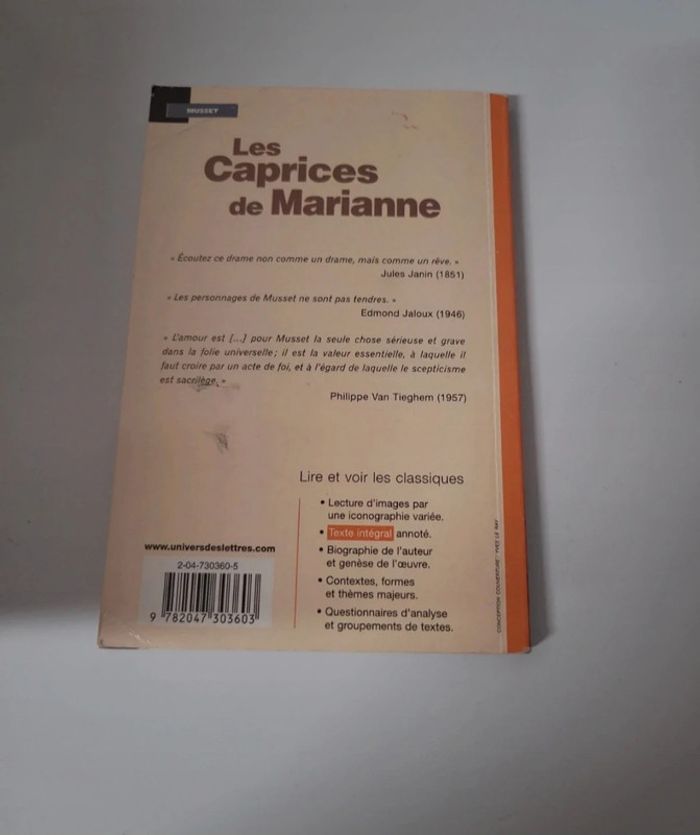 MUSSET
Les
Caprices
de Marianne
« Écoutez ce drame non comme un drame, mais comme un rêve. »
Jules Janin (1851)
« Les personnages de Musset ne sont pas tendres. »
Edmond Jaloux (1946)
« L'amour est [...] pour Musset la seule chose sérieuse et grave
dans la folie universelle ; il est la valeur essentielle, à laquelle il
faut croire par un acte de foi, et à l'égard de laquelle le scepticisme
est sacrilège. »
Philippe Van Tieghem (1957)
Lire et voir les classiques
• Lecture d'images par
une iconographie variée.
• Texte intégral annoté.
• Biographie de l'auteur
et genèse de l'œuvre.
• Contextes, formes
et thèmes majeurs.
• Questionnaires d'analyse
et groupements de textes.
www.universdeslettres.com
2-04-730360-5
9 782047 303603
CONCEPTION COUVERTURE : YVES LE RAY